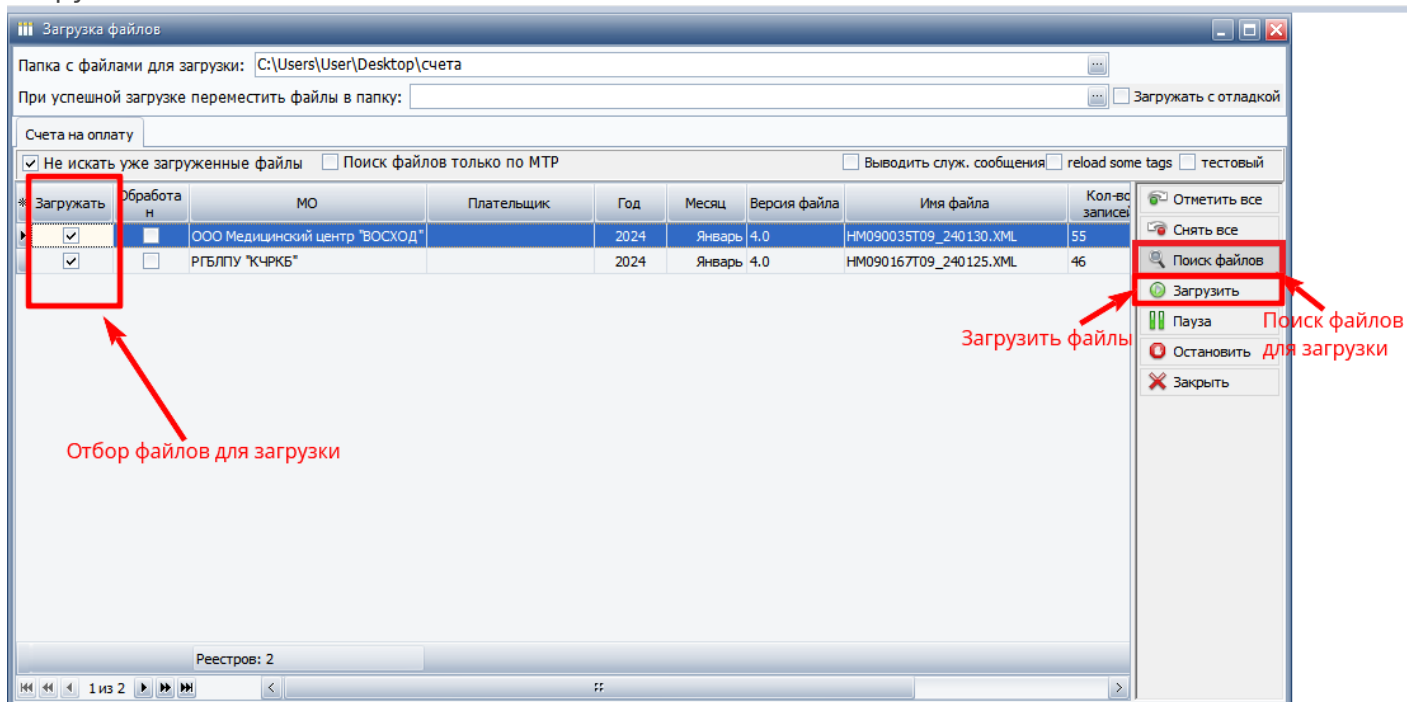 Загрузка файлов
Папка с файлами для загрузки: C:\Users\User\Desktop\счета
При успешной загрузке переместить файлы в папку: Загружать с отладкой
Счета на оплату
Не искать уже загруженные файлы Поиск файлов только по МТР Выводить служ. сообщения reload some tags тестовый
Загружать Обработан МО Плательщик Год Месяц Версия файла Имя файла Кол-во записей
ООО Медицинский центр "ВОСХОД" 2024 Январь 4.0 HM090035T09_240130.XML 55
РГБЛПУ "КЧРКБ" 2024 Январь 4.0 HM090167T09_240125.XML 46
Отметить все
Снять все
Поиск файлов
Загрузить
Пауза
Остановить
Закрыть
Загрузить файлы
Поиск файлов
для загрузки
Отбор файлов для загрузки
Реестров: 2
1 из 2